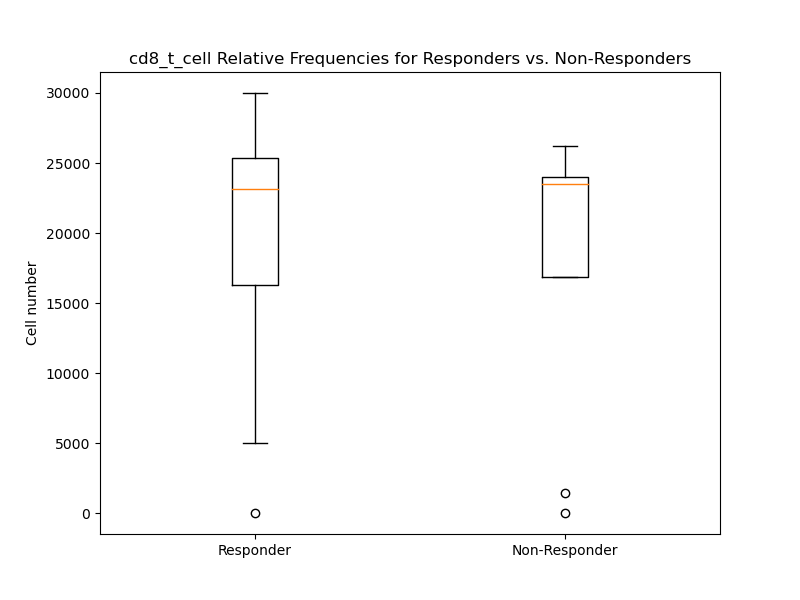 cd8_t_cell Relative Frequencies for Responders vs. Non-Responders
Cell number
30000
25000
20000
15000
10000
5000
0
Responder
Non-Responder